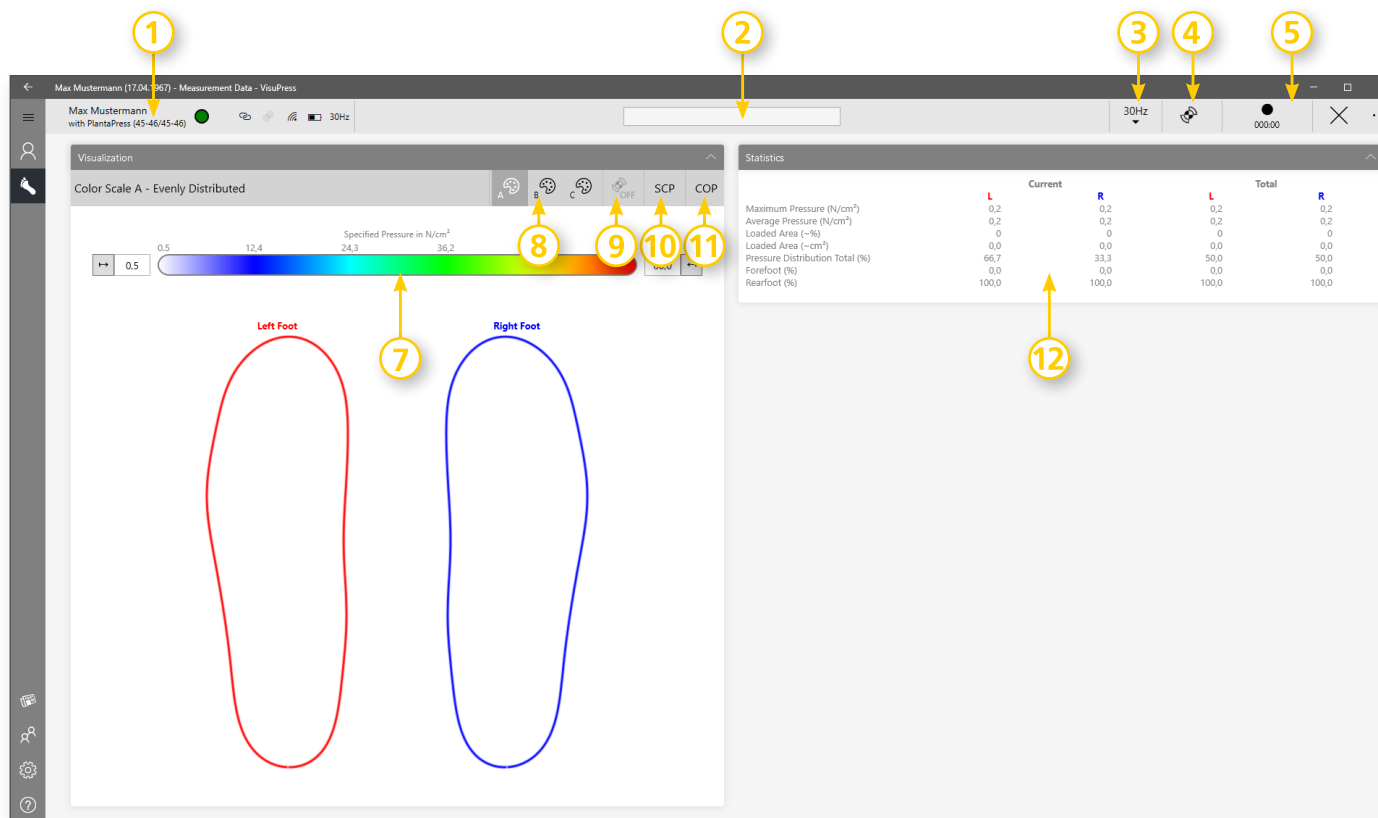 1 2 3 4 5
Max Mustermann (17.04.1967) - Measurement Data - VisuPress
Max Mustermann
with PlantaPress (45-46/45-46)
30Hz
30Hz
000:00
Visualization
Statistics
Color Scale A - Evenly Distributed
A B C OFF SCP COP
8 9 10 11
Specified Pressure in N/cm²
0,5 12,4 24,3 36,2
0.5
7
Left Foot Right Foot
Current Total
L R L R
Maximum Pressure (N/cm²) 0,2 0,2 0,2 0,2
Average Pressure (N/cm²) 0,2 0,2 0,2 0,2
Loaded Area (~%) 0 0 0 0
Loaded Area (~cm²) 0,0 0,0 0,0 0,0
Pressure Distribution Total (%) 66,7 33,3 50,0 50,0
Forefoot (%) 0,0 0,0 0,0 0,0
Rearfoot (%) 100,0 100,0 100,0 100,0
12